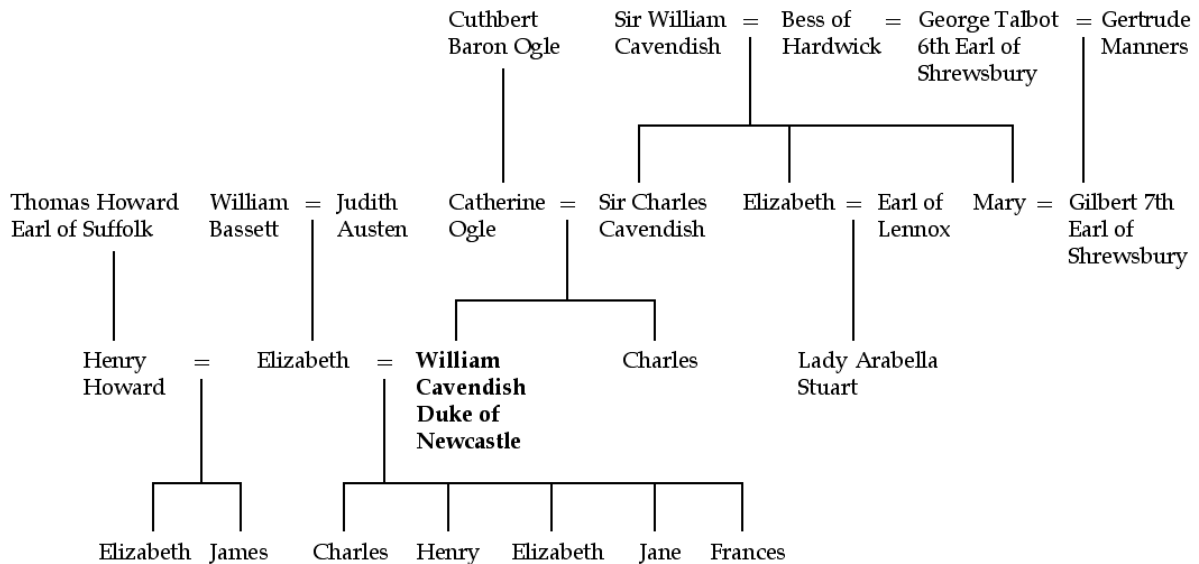 Cuthbert Sir William = Bess of = George Talbot = Gertrude
Baron Ogle Cavendish Hardwick 6th Earl of Manners
Shrewsbury
Thomas Howard William = Judith Catherine = Sir Charles Elizabeth = Earl of Mary = Gilbert 7th
Earl of Suffolk Bassett Austen Ogle Cavendish Lennox Earl of
Shrewsbury
Henry = Elizabeth = William Charles Lady Arabella
Howard Cavendish Stuart
Duke of
Newcastle
Elizabeth James Charles Henry Elizabeth Jane Frances